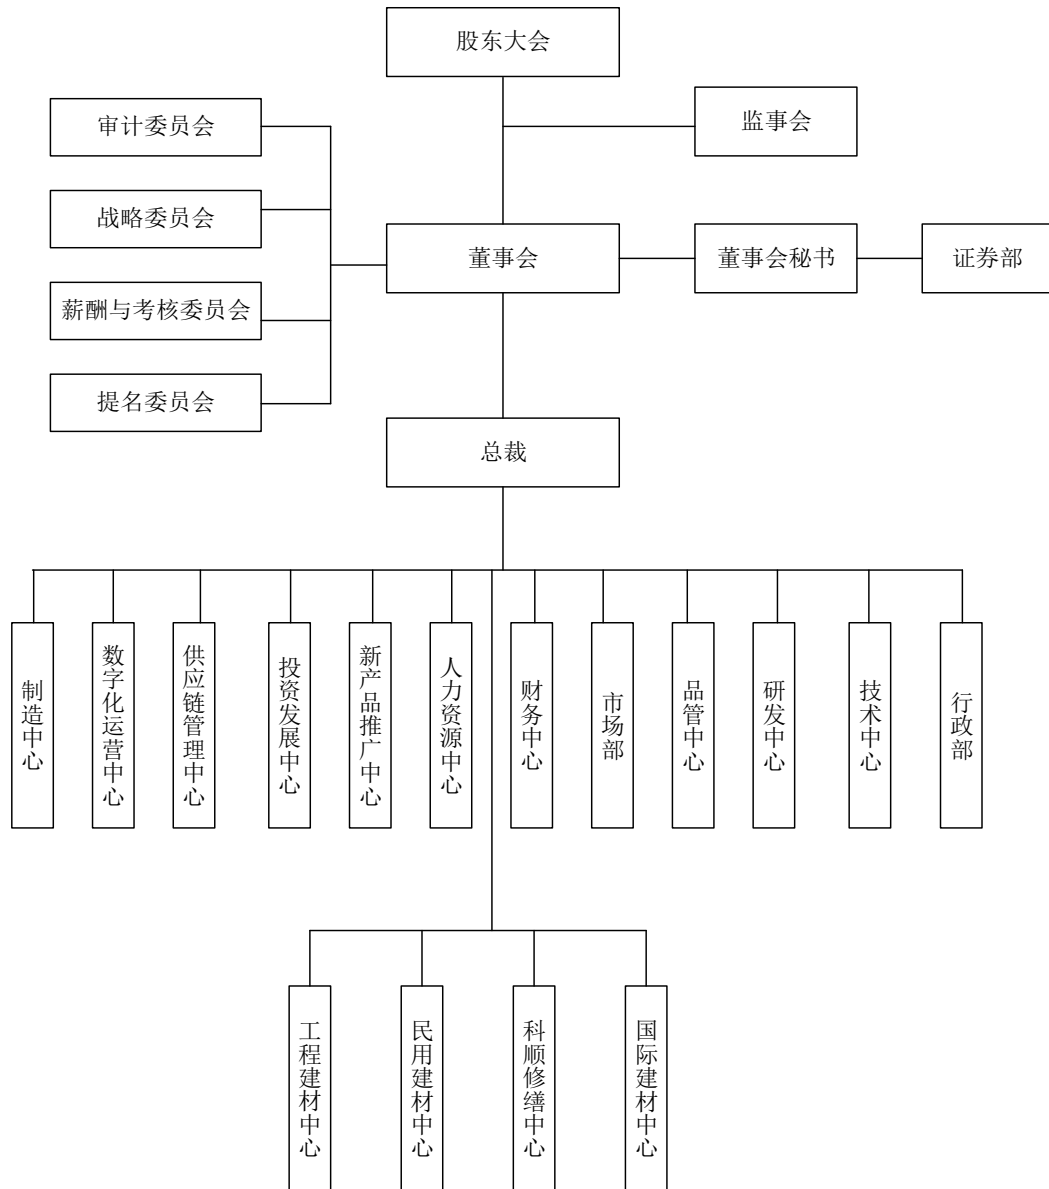 股东大会
监事会
审计委员会
战略委员会
薪酬与考核委员会
提名委员会
董事会
董事会秘书
证券部
总裁
制造中心
数字化运营中心
供应链管理中心
投资发展中心
新产品推广中心
人力资源中心
财务中心
市场部
品管中心
研发中心
技术中心
行政部
工程建材中心
民用建材中心
科顺修缮中心
国际建材中心